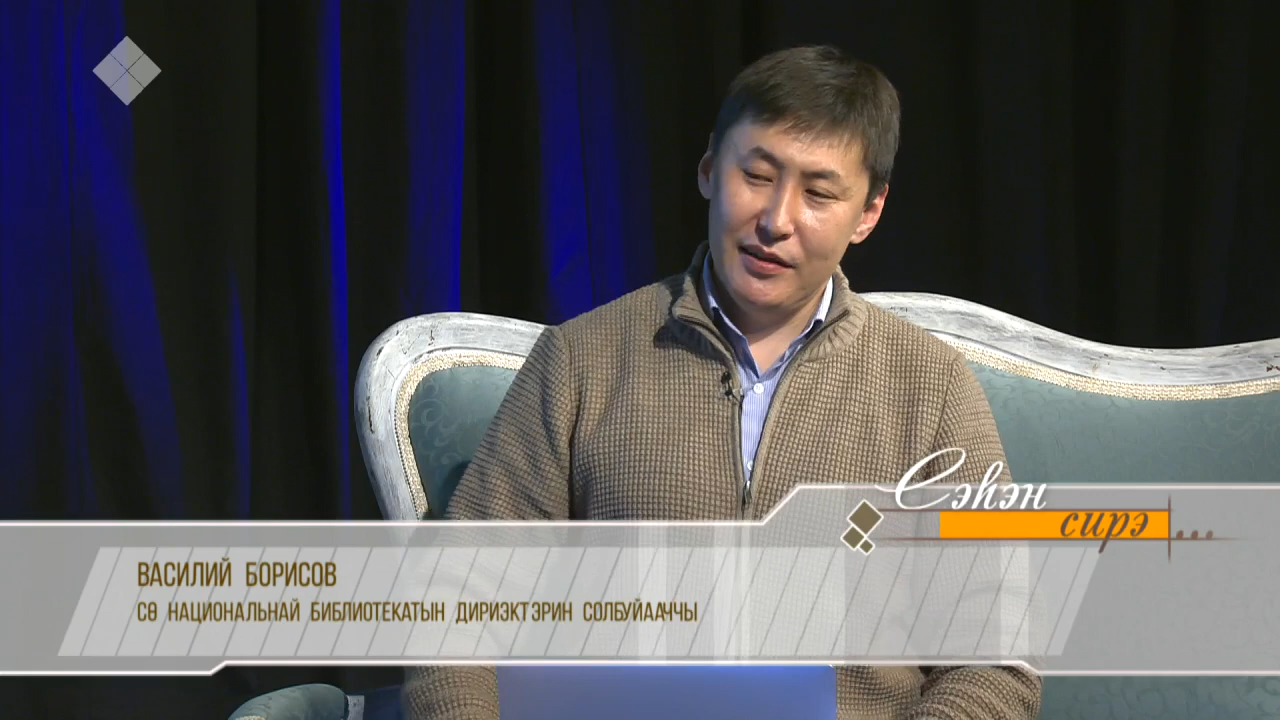 Сэһэн
сирэ...
ВАСИЛИЙ БОРИСОВ
СӨ НАЦИОНАЛЬНАЙ БИБЛИОТЕКАТЫН ДИРИЭКТЭРИН СОЛБУЙААЧЧЫ